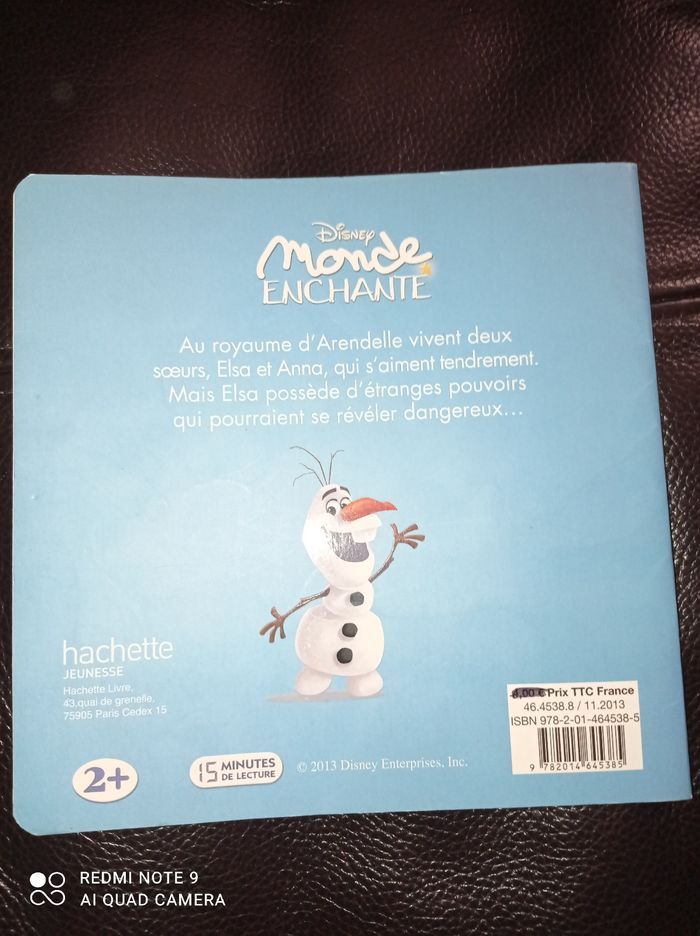 Disney
Monde
ENCHANTÉ
Au royaume d'Arendelle vivent deux
sœurs, Elsa et Anna, qui s'aiment tendrement.
Mais Elsa possède d'étranges pouvoirs
qui pourraient se révéler dangereux...
hachette
JEUNESSE
Hachette Livre,
43,quai de grenelle,
75905 Paris Cedex 15
2+
15 MINUTES
DE LECTURE
© 2013 Disney Enterprises, Inc.
4,00 € Prix TTC France
46.4538.8 / 11.2013
ISBN 978-2-01-464538-5
9 782014 645385
REDMI NOTE 9
AI QUAD CAMERA